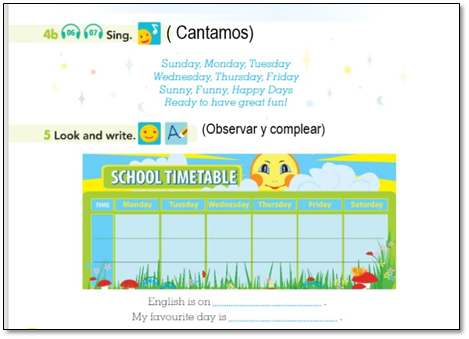 4b 06 07 Sing. ( Cantamos)
Sunday, Monday, Tuesday
Wednesday, Thursday, Friday
Sunny, Funny, Happy Days
Ready to have great fun!
5 Look and write. A (Observar y complear)
SCHOOL TIMETABLE
TIME Monday Tuesday Wednesday Thursday Friday Saturday
English is on .
My favourite day is .